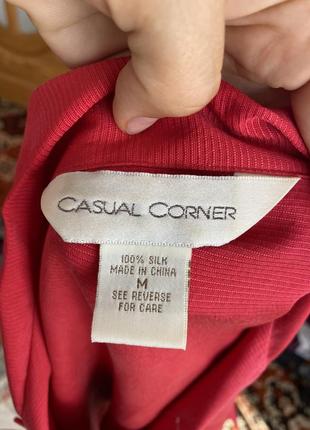 CASUAL CORNER
100% SILK
MADE IN CHINA
M
SEE REVERSE
FOR CARE